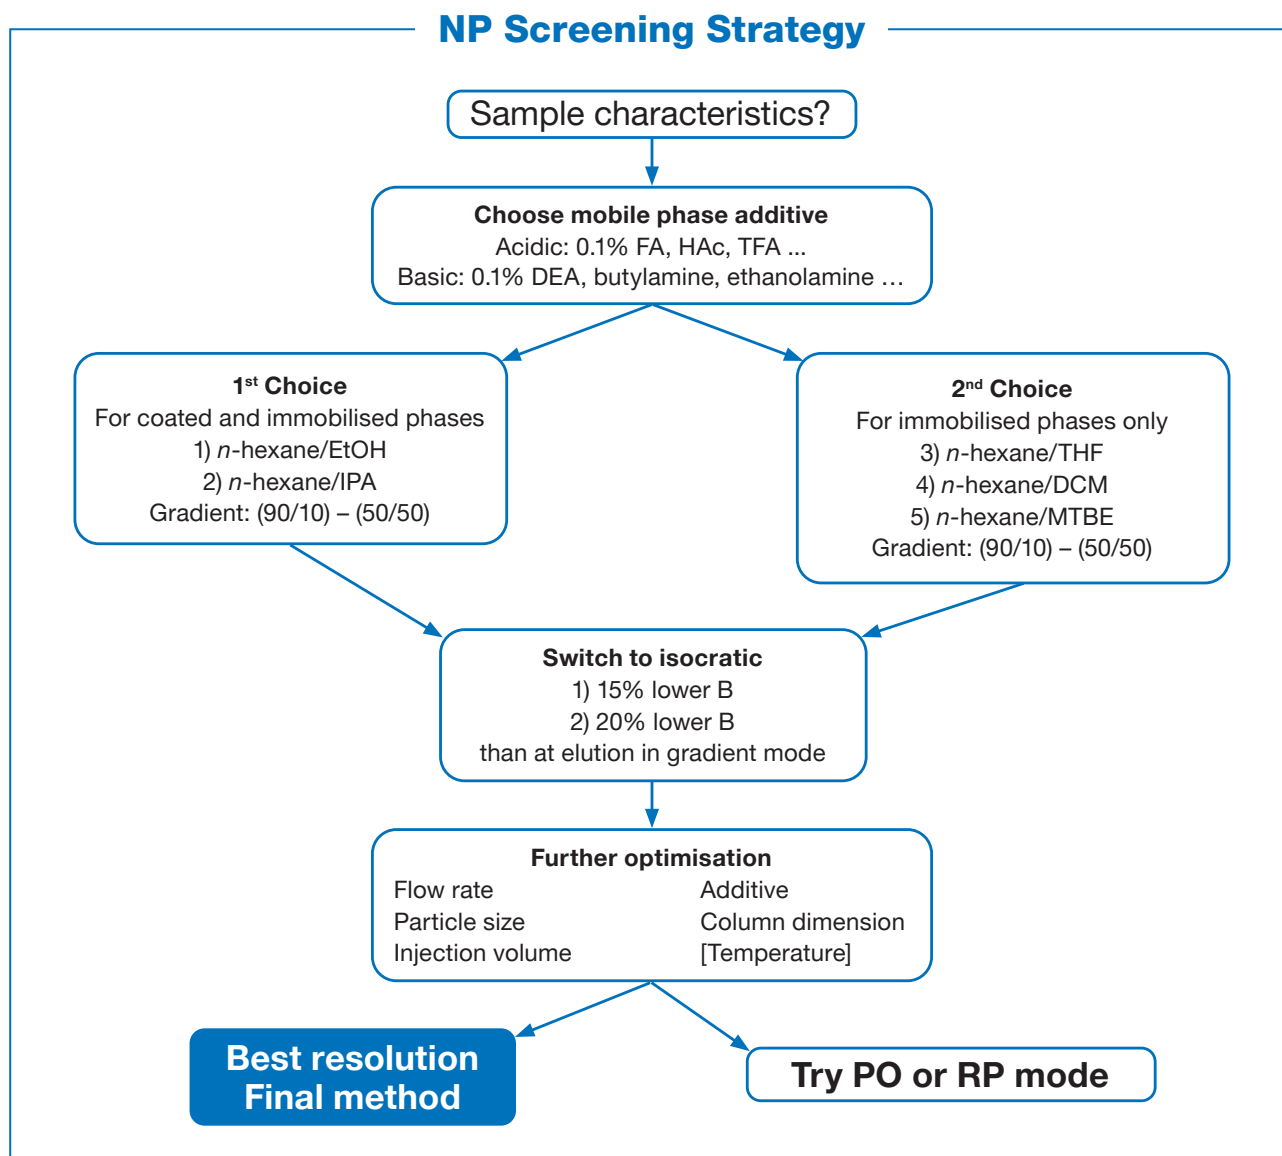 NP Screening Strategy
Sample characteristics?
Choose mobile phase additive
Acidic: 0.1% FA, HAc, TFA ...
Basic: 0.1% DEA, butylamine, ethanolamine …
1st Choice
For coated and immobilised phases
1) n-hexane/EtOH
2) n-hexane/IPA
Gradient: (90/10) – (50/50)
2nd Choice
For immobilised phases only
3) n-hexane/THF
4) n-hexane/DCM
5) n-hexane/MTBE
Gradient: (90/10) – (50/50)
Switch to isocratic
1) 15% lower B
2) 20% lower B
than at elution in gradient mode
Further optimisation
Flow rate
Particle size
Injection volume
Additive
Column dimension
[Temperature]
Best resolution
Final method
Try PO or RP mode